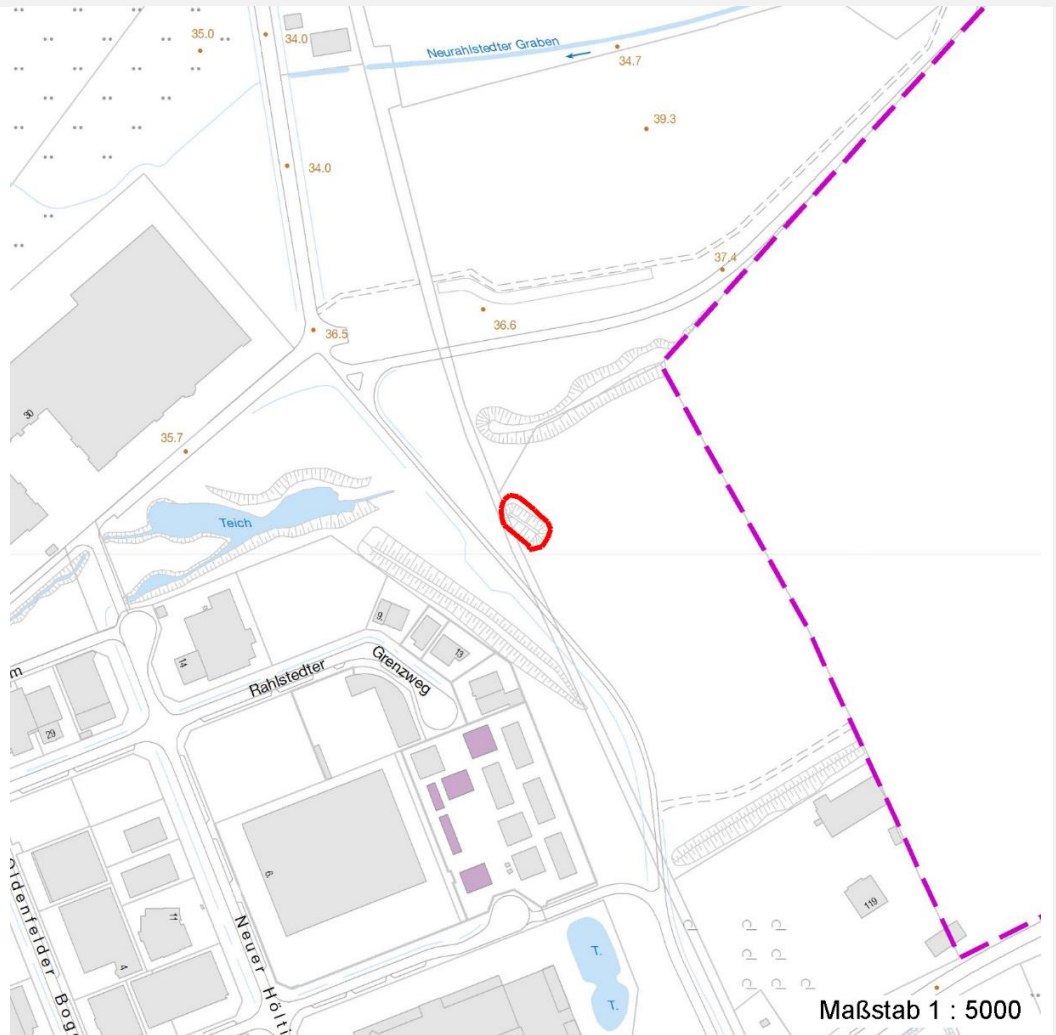 35.0
34.0
Neurahlstedter Graben
34.7
39.3
34.0
37.4
36.6
36.5
30
35.7
Teich
9
13
14
Rahlstedter Grenzweg
m
29
6
119
11
4
Oldenfelder Boge
Neuer Hölti
T.
T.
Maßstab 1 : 5000